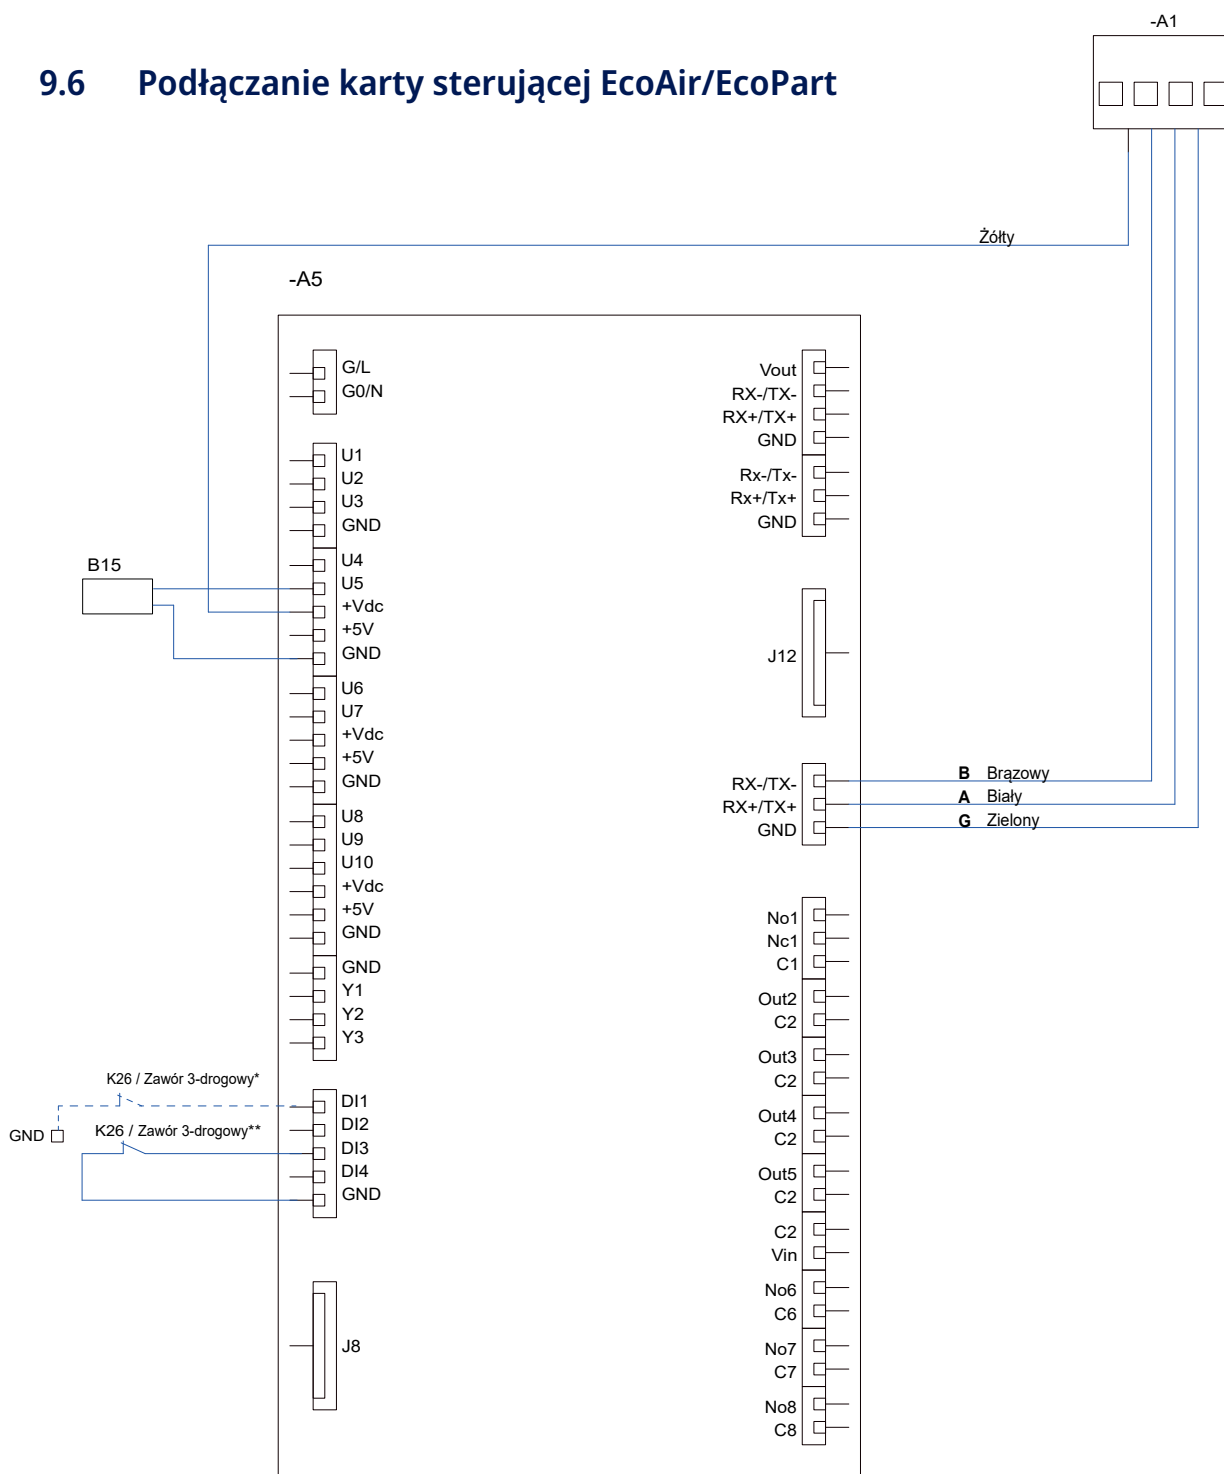 -A1
9.6 Podłączanie karty sterującej EcoAir/EcoPart
Żółty
-A5
G/L
G0/N
U1
U2
U3
GND
U4
U5
+Vdc
+5V
GND
U6
U7
+Vdc
+5V
GND
U8
U9
U10
+Vdc
+5V
GND
GND
Y1
Y2
Y3
DI1
DI2
DI3
DI4
GND
J8
B15
K26 / Zawór 3-drogowy*
GND
K26 / Zawór 3-drogowy**
Vout
RX-/TX-
RX+/TX+
GND
Rx-/Tx-
Rx+/Tx+
GND
J12
RX-/TX-
RX+/TX+
GND
B Brązowy
A Biały
G Zielony
No1
Nc1
C1
Out2
C2
Out3
C2
Out4
C2
Out5
C2
C2
Vin
No6
C6
No7
C7
No8
C8